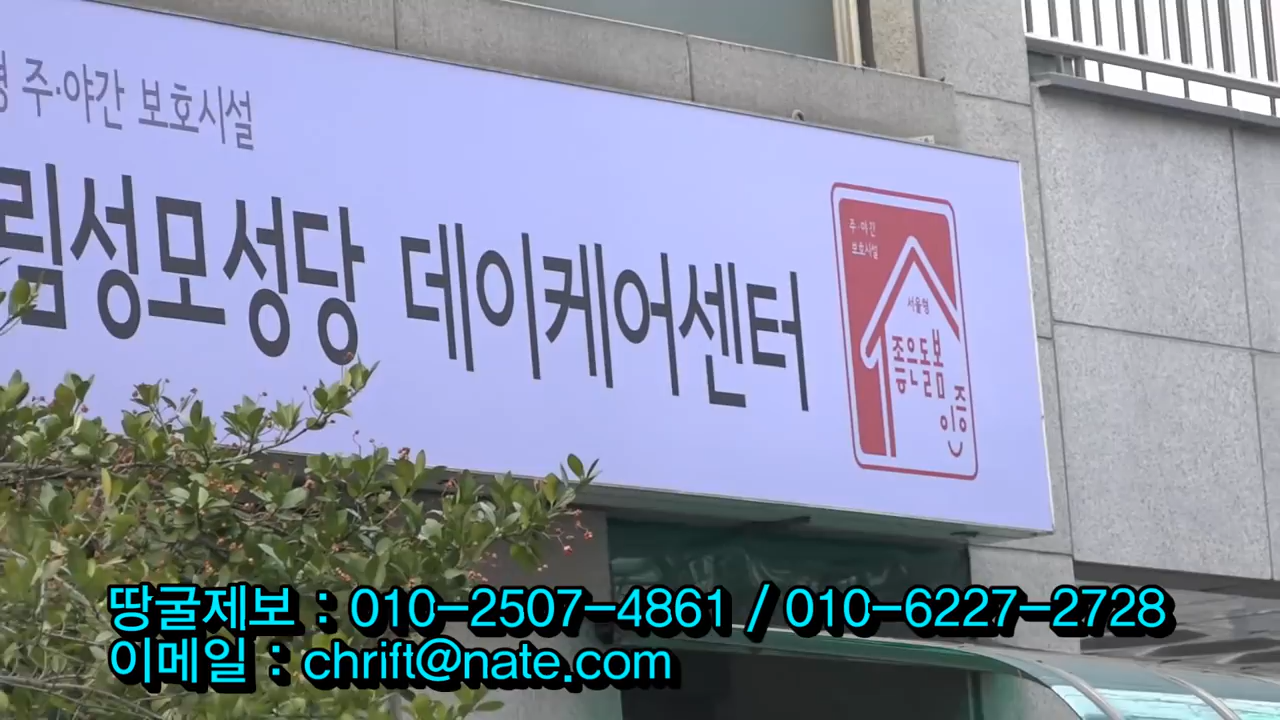 주·야간 보호시설
림성모성당 데이케어센터
주·야간
보호시설
서울형
좋은돌봄
인증
땅굴제보 : 010-2507-4861 / 010-6227-2728
이메일 : chrift@nate.com